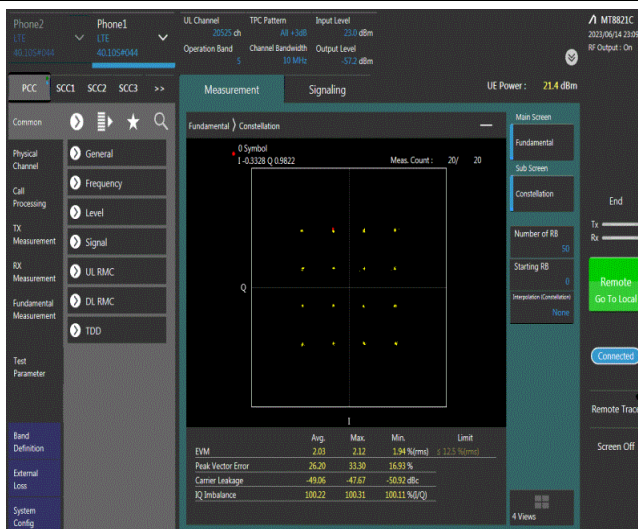 Phone2
LTE
40.10S#044
Phone1
LTE
40.10S#044
UL Channel
20525 ch
TPC Pattern
All +3dB
Input Level
23.0 dBm
Operation Band
5
Channel Bandwidth
10 MHz
Output Level
-57.2 dBm
MT8821C
2023/06/14 23:09
RF Output : On
PCC
SCC1
SCC2
SCC3
>>
Measurement
Signaling
UE Power :
21.4 dBm
Common
Physical
Channel
Call
Processing
TX
Measurement
RX
Measurement
Fundamental
Measurement
Test
Parameter
Band
Definition
External
Loss
System
Config
General
Frequency
Level
Signal
UL RMC
DL RMC
TDD
Fundamental
Constellation
0 Symbol
I -0.3328 Q 0.9822
Meas. Count :
20/
20
Q
I
Avg.
Max.
Min.
Limit
EVM
2.03
2.12
1.94 %(rms)
≤ 12.5 %(rms)
Peak Vector Error
26.20
33.30
16.93 %
Carrier Leakage
-49.06
-47.67
-50.92 dBc
IQ Imbalance
100.22
100.31
100.11 %(I/Q)
Main Screen
Fundamental
Sub Screen
Constellation
Number of RB
50
Starting RB
0
Interpolation (Constellation)
None
4 Views
End
Tx
Rx
Remote
Go To Local
Connected
Remote Trac
Screen Off